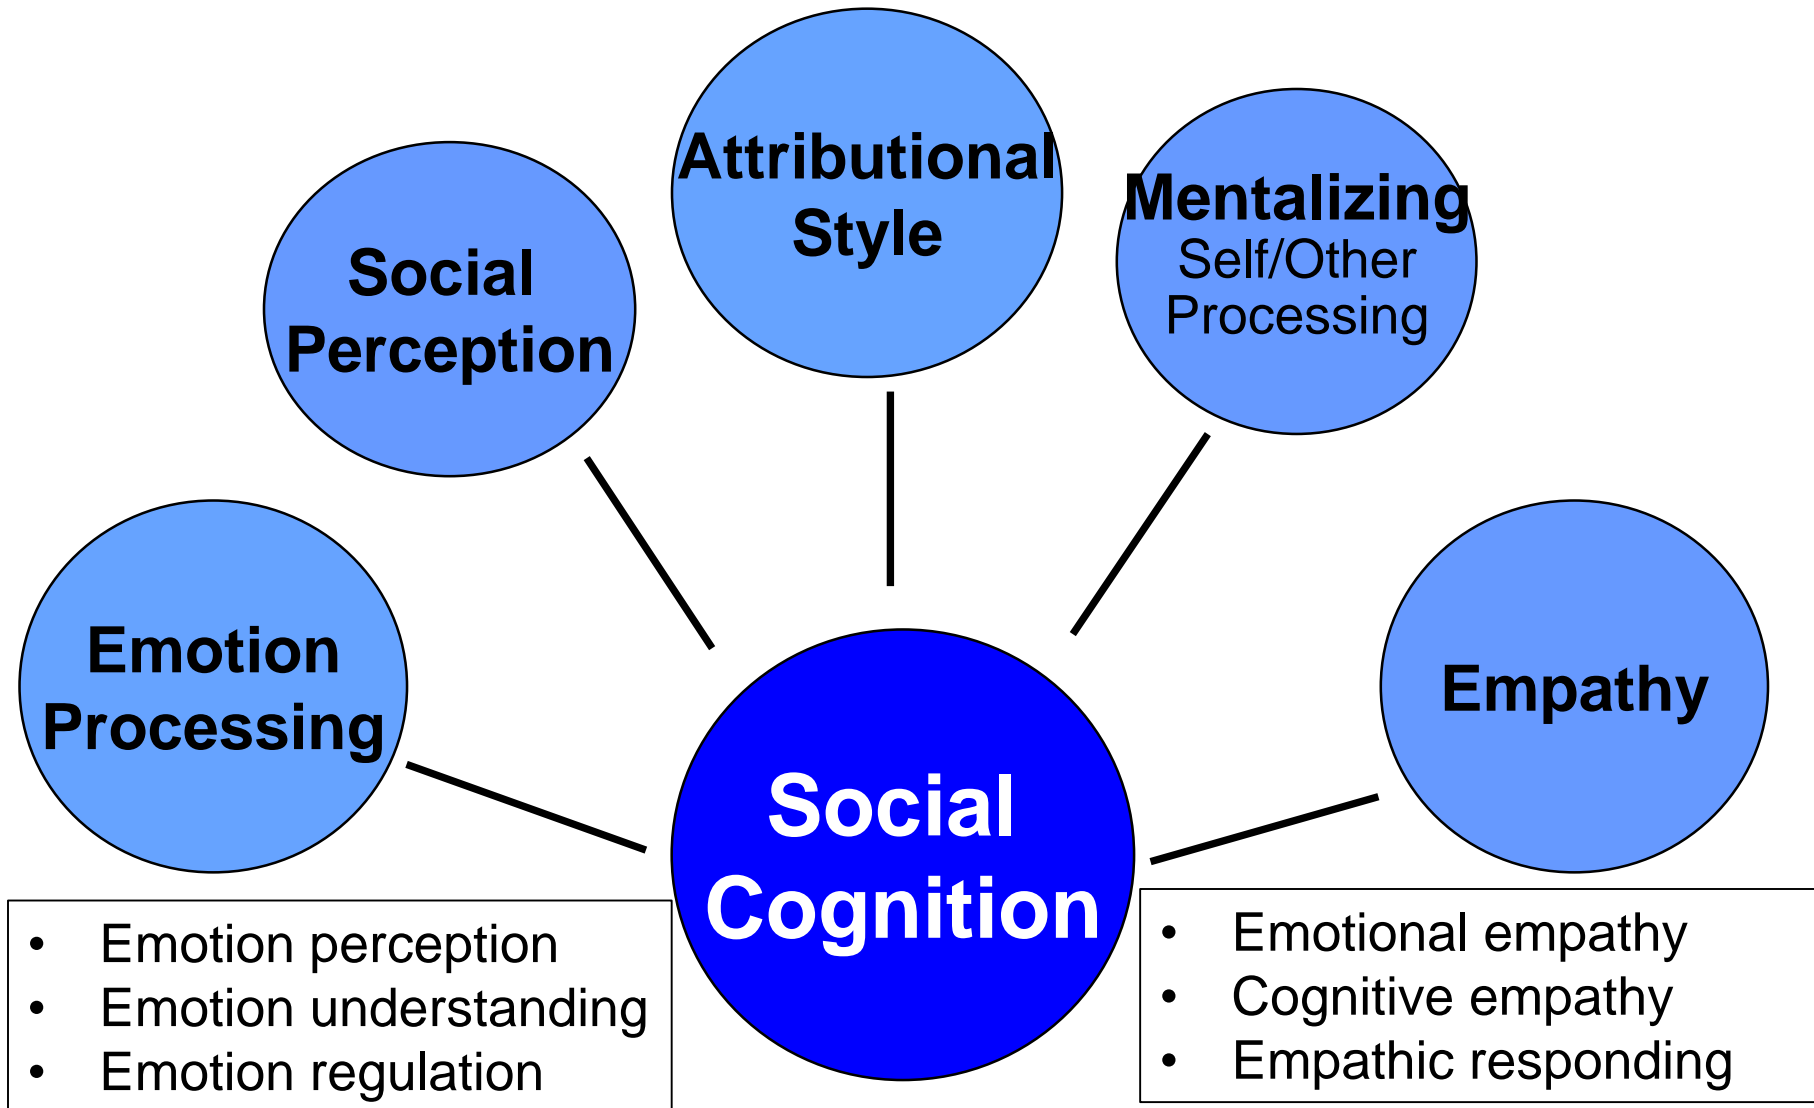 Attributional
Style
Mentalizing
Self/Other
Processing
Social
Perception
Emotion
Processing
Empathy
Social
Cognition
• Emotion perception
• Emotion understanding
• Emotion regulation
• Emotional empathy
• Cognitive empathy
• Empathic responding